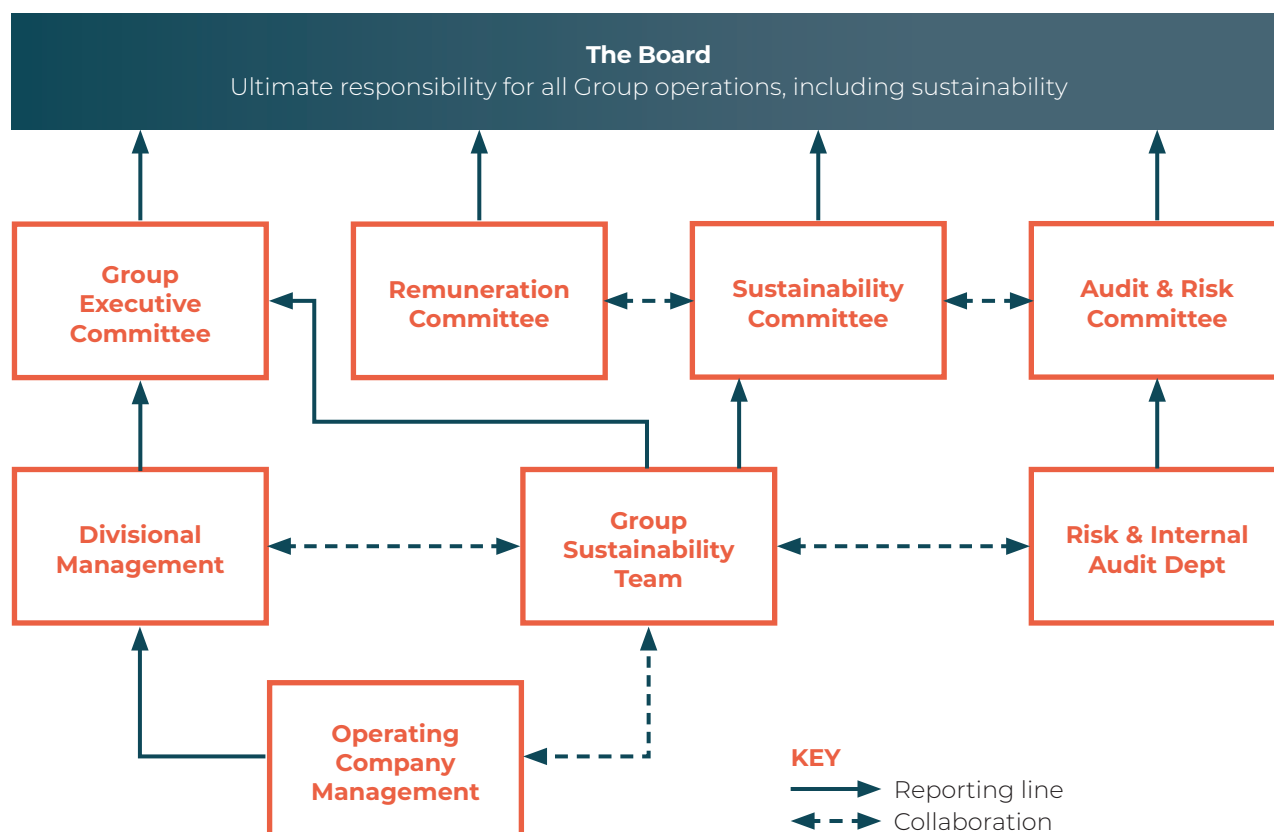 The Board
Ultimate responsibility for all Group operations, including sustainability
Group
Executive
Committee
Remuneration
Committee
Sustainability
Committee
Audit & Risk
Committee
Divisional
Management
Group
Sustainability
Team
Risk & Internal
Audit Dept
Operating
Company
Management
KEY
Reporting line
Collaboration